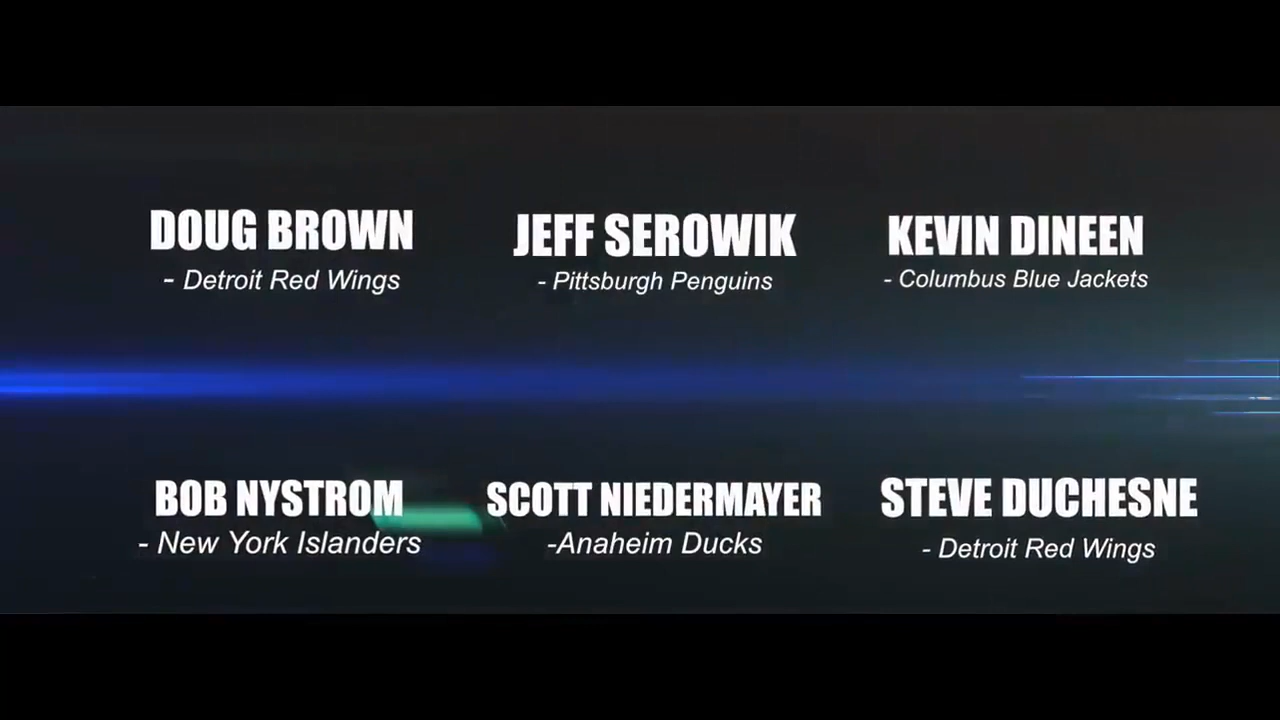 DOUG BROWN
- Detroit Red Wings
JEFF SEROWIK
- Pittsburgh Penguins
KEVIN DINEEN
- Columbus Blue Jackets
BOB NYSTROM
- New York Islanders
SCOTT NIEDERMAYER
-Anaheim Ducks
STEVE DUCHESNE
- Detroit Red Wings